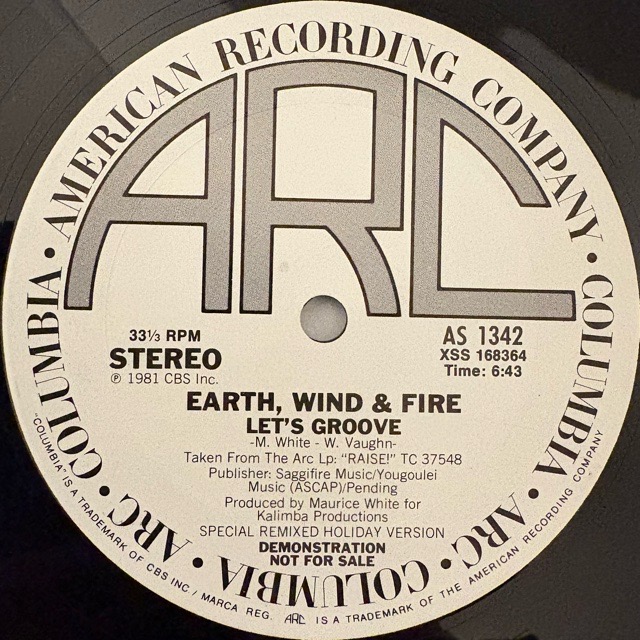 COLUMBIA • AMERICAN RECORDING COMPANY • COLUMBIA • ARC • COLUMBIA • ARC •
ARC
33⅓ RPM
STEREO
℗ 1981 CBS Inc.
AS 1342
XSS 168364
Time: 6:43
EARTH, WIND & FIRE
LET'S GROOVE
-M. White - W. Vaughn-
Taken From The Arc Lp: "RAISE!" TC 37548
Publisher: Saggifire Music/Yougoulei
Music (ASCAP)/Pending
Produced by Maurice White for
Kalimba Productions
SPECIAL REMIXED HOLIDAY VERSION
DEMONSTRATION
NOT FOR SALE
COLUMBIA
"COLUMBIA" IS A TRADEMARK OF CBS INC / MARCA REG. ARC IS A TRADEMARK OF THE AMERICAN RECORDING COMPANY